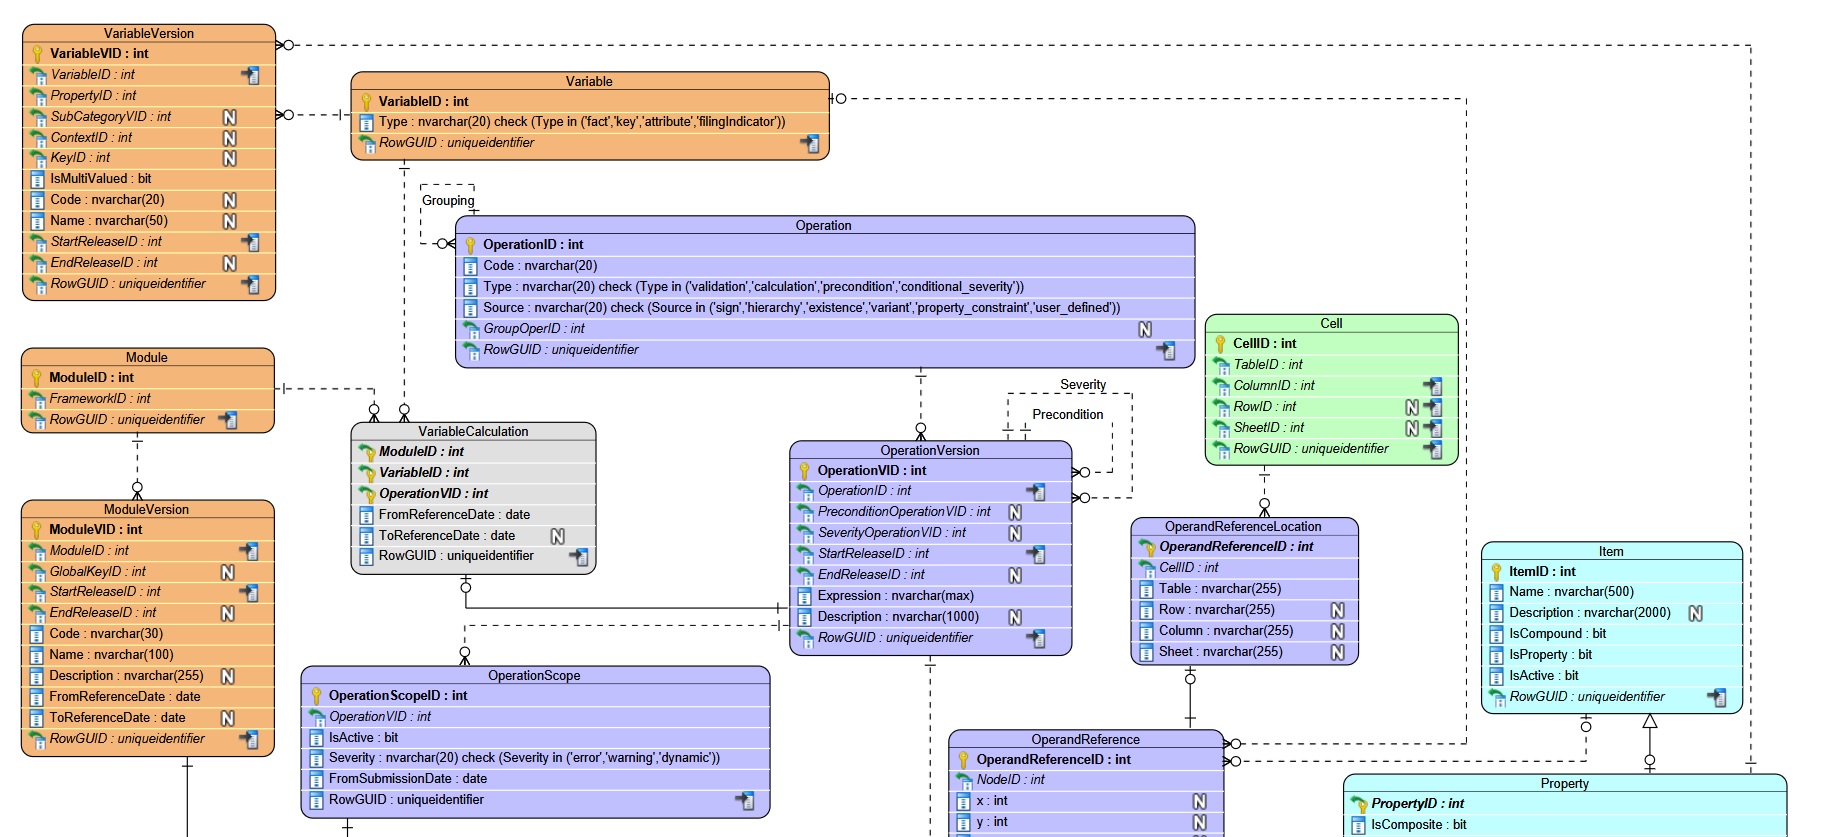 VariableVersion
VariableVID : int
VariableID : int
PropertyID : int
SubCategoryVID : int N
ContextID : int N
KeyID : int N
IsMultiValued : bit
Code : nvarchar(20) N
Name : nvarchar(50) N
StartReleaseID : int
EndReleaseID : int N
RowGUID : uniqueidentifier
Variable
VariableID : int
Type : nvarchar(20) check (Type in ('fact','key','attribute','filingIndicator'))
RowGUID : uniqueidentifier
Grouping
Operation
OperationID : int
Code : nvarchar(20)
Type : nvarchar(20) check (Type in ('validation','calculation','precondition','conditional_severity'))
Source : nvarchar(20) check (Source in ('sign','hierarchy','existence','variant','property_constraint','user_defined'))
GroupOperID : int N
RowGUID : uniqueidentifier
Cell
CellID : int
TableID : int
ColumnID : int
RowID : int N
SheetID : int N
RowGUID : uniqueidentifier
Module
ModuleID : int
FrameworkID : int
RowGUID : uniqueidentifier
Severity
Precondition
VariableCalculation
ModuleID : int
VariableID : int
OperationVID : int
FromReferenceDate : date
ToReferenceDate : date N
RowGUID : uniqueidentifier
OperationVersion
OperationVID : int
OperationID : int
PreconditionOperationVID : int N
SeverityOperationVID : int N
StartReleaseID : int
EndReleaseID : int N
Expression : nvarchar(max)
Description : nvarchar(1000) N
RowGUID : uniqueidentifier
ModuleVersion
ModuleVID : int
ModuleID : int
GlobalKeyID : int N
StartReleaseID : int
EndReleaseID : int N
Code : nvarchar(30)
Name : nvarchar(100)
Description : nvarchar(255) N
FromReferenceDate : date
ToReferenceDate : date N
RowGUID : uniqueidentifier
OperandReferenceLocation
OperandReferenceID : int
CellID : int
Table : nvarchar(255)
Row : nvarchar(255) N
Column : nvarchar(255) N
Sheet : nvarchar(255) N
Item
ItemID : int
Name : nvarchar(500)
Description : nvarchar(2000) N
IsCompound : bit
IsProperty : bit
IsActive : bit
RowGUID : uniqueidentifier
OperationScope
OperationScopeID : int
OperationVID : int
IsActive : bit
Severity : nvarchar(20) check (Severity in ('error','warning','dynamic'))
FromSubmissionDate : date
RowGUID : uniqueidentifier
OperandReference
OperandReferenceID : int
NodeID : int
x : int N
y : int N
Property
PropertyID : int
IsComposite : bit